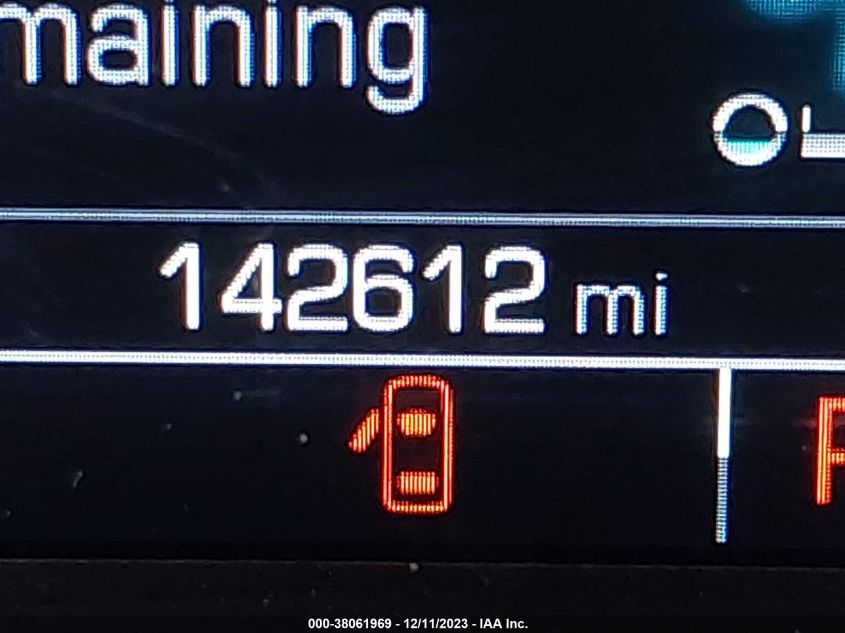 maining
142612 mi
000-38061969 - 12/11/2023 - IAA Inc.